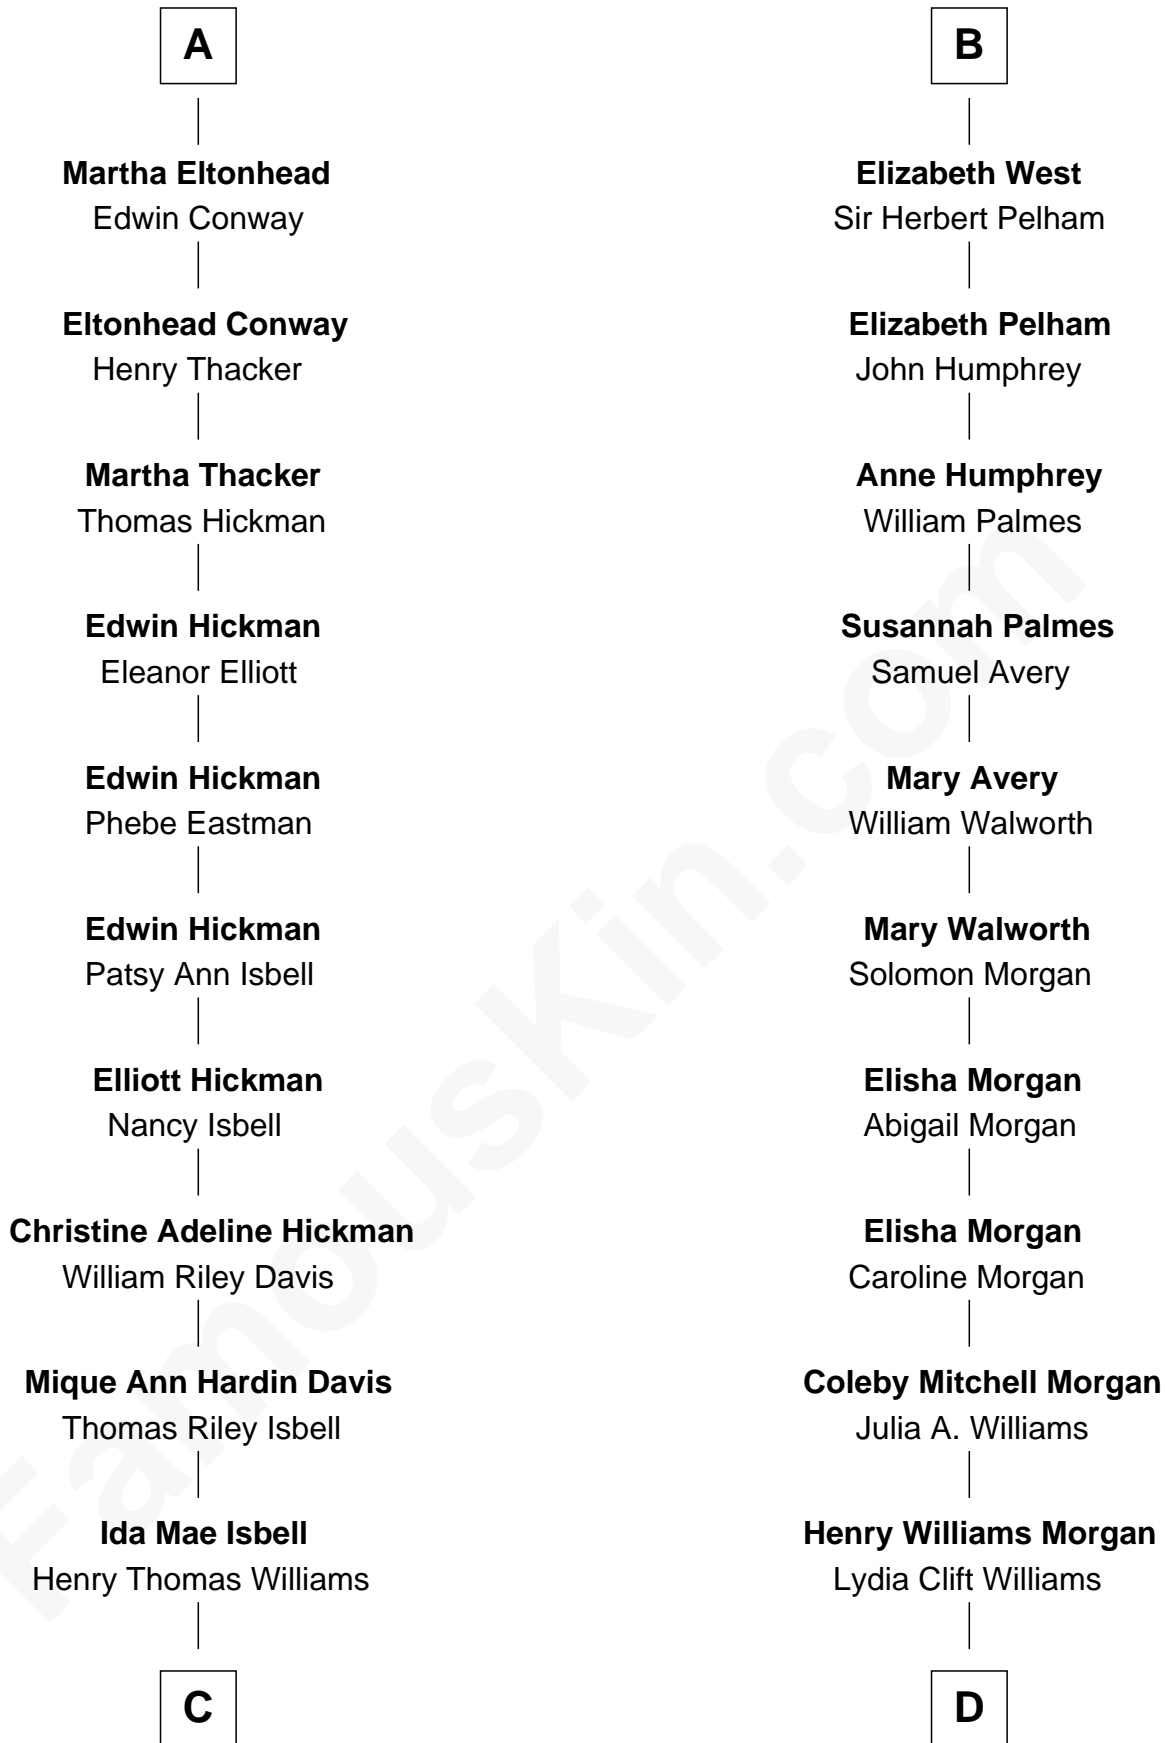 A
Martha Eltonhead
Edwin Conway
Eltonhead Conway
Henry Thacker
Martha Thacker
Thomas Hickman
Edwin Hickman
Eleanor Elliott
Edwin Hickman
Phebe Eastman
Edwin Hickman
Patsy Ann Isbell
Elliott Hickman
Nancy Isbell
Christine Adeline Hickman
William Riley Davis
Mique Ann Hardin Davis
Thomas Riley Isbell
Ida Mae Isbell
Henry Thomas Williams
C
B
Elizabeth West
Sir Herbert Pelham
Elizabeth Pelham
John Humphrey
Anne Humphrey
William Palmes
Susannah Palmes
Samuel Avery
Mary Avery
William Walworth
Mary Walworth
Solomon Morgan
Elisha Morgan
Abigail Morgan
Elisha Morgan
Caroline Morgan
Coleby Mitchell Morgan
Julia A. Williams
Henry Williams Morgan
Lydia Clift Williams
D
FamousKin.com